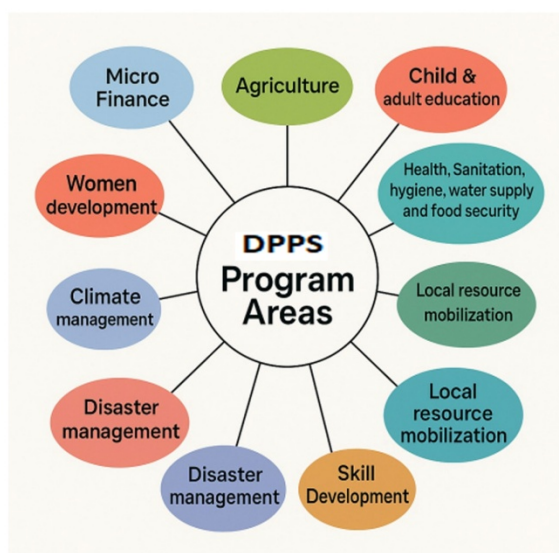 Micro
Finance
Agriculture
Child &
adult education
Women
development
Health, Sanitation,
hygiene, water supply
and food security
DPPS
Program
Areas
Climate
management
Local resource
mobilization
Disaster
management
Local
resource
mobilization
Disaster
management
Skill
Development